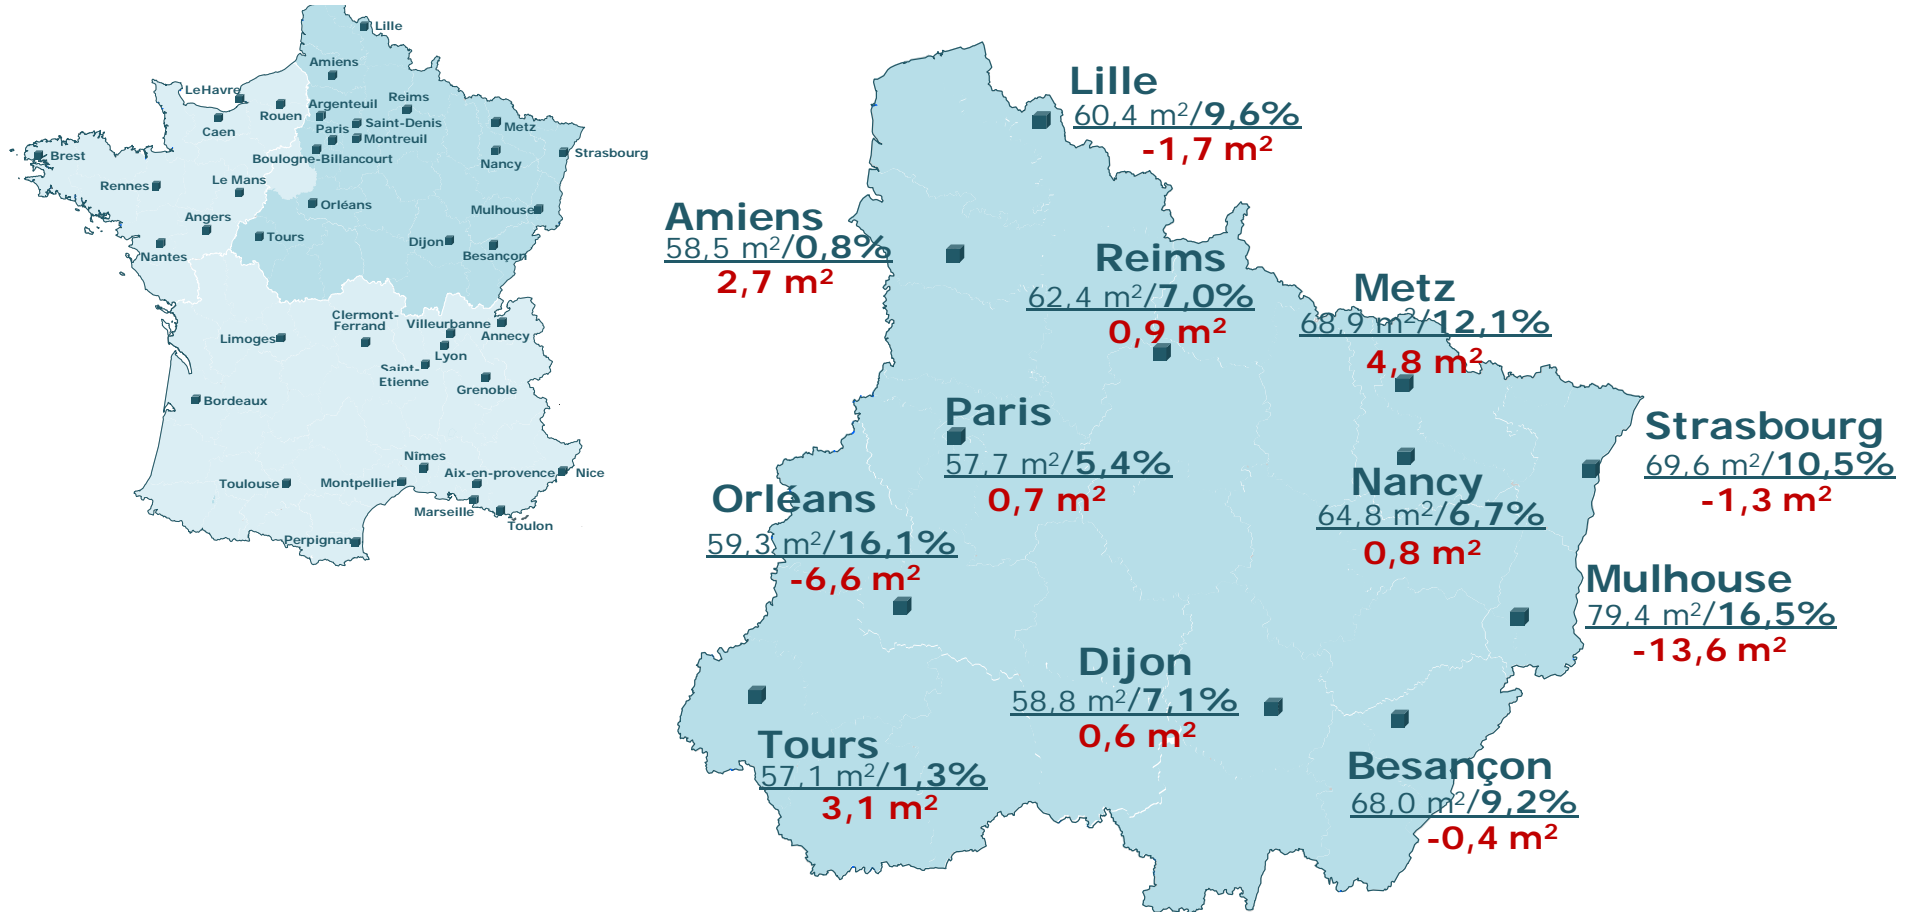 Lille
Amiens
LeHavre
Rouen
Caen
Argenteuil
Reims
Paris
Saint-Denis
Montreuil
Boulogne-Billancourt
Metz
Nancy
Strasbourg
Brest
Rennes
Le Mans
Angers
Nantes
Orléans
Tours
Mulhouse
Dijon
Besançon
Limoges
Clermont-
Ferrand
Villeurbanne
Annecy
Lyon
Saint-
Etienne
Grenoble
Bordeaux
Toulouse
Montpellier
Nîmes
Aix-en-provence
Nice
Marseille
Toulon
Perpignan
Lille
60,4 m²/9,6%
-1,7 m²
Amiens
58,5 m²/0,8%
2,7 m²
Reims
62,4 m²/7,0%
0,9 m²
Metz
68,9 m²/12,1%
4,8 m²
Paris
57,7 m²/5,4%
0,7 m²
Strasbourg
69,6 m²/10,5%
-1,3 m²
Nancy
64,8 m²/6,7%
0,8 m²
Orléans
59,3 m²/16,1%
-6,6 m²
Mulhouse
79,4 m²/16,5%
-13,6 m²
Dijon
58,8 m²/7,1%
0,6 m²
Tours
57,1 m²/1,3%
3,1 m²
Besançon
68,0 m²/9,2%
-0,4 m²